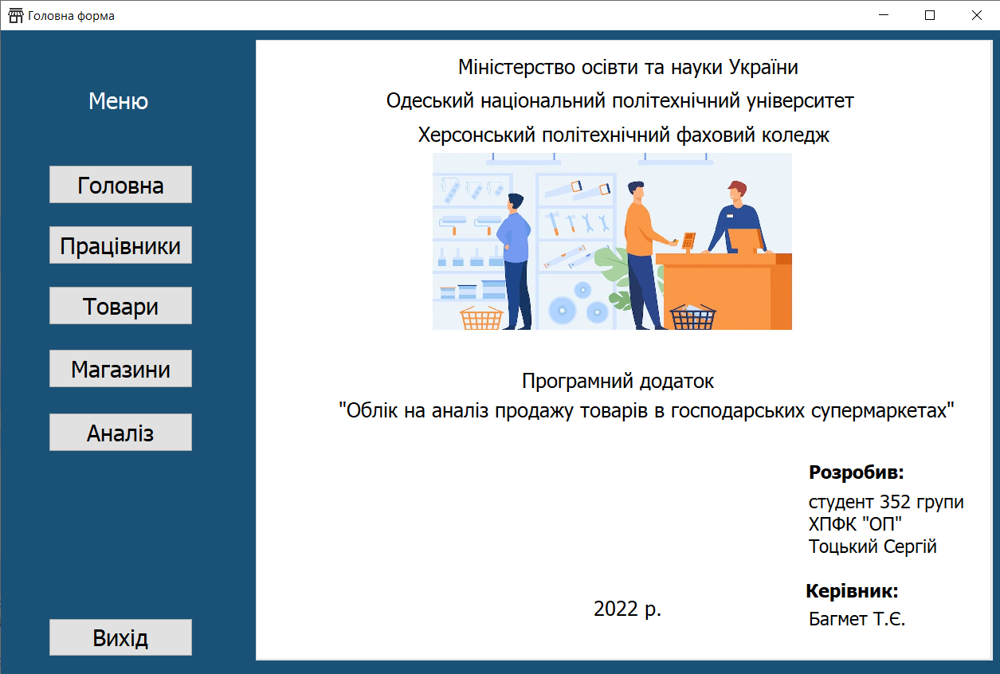 Головна форма
Меню
Головна
Працівники
Товари
Магазини
Аналіз
Вихід
Міністерство осівти та науки України
Одеський національний політехнічний університет
Херсонський політехнічний фаховий коледж
Програмний додаток
"Облік на аналіз продажу товарів в господарських супермаркетах"
Розробив:
студент 352 групи
ХПФК "ОП"
Тоцький Сергій
Керівник:
Багмет Т.Є.
2022 р.